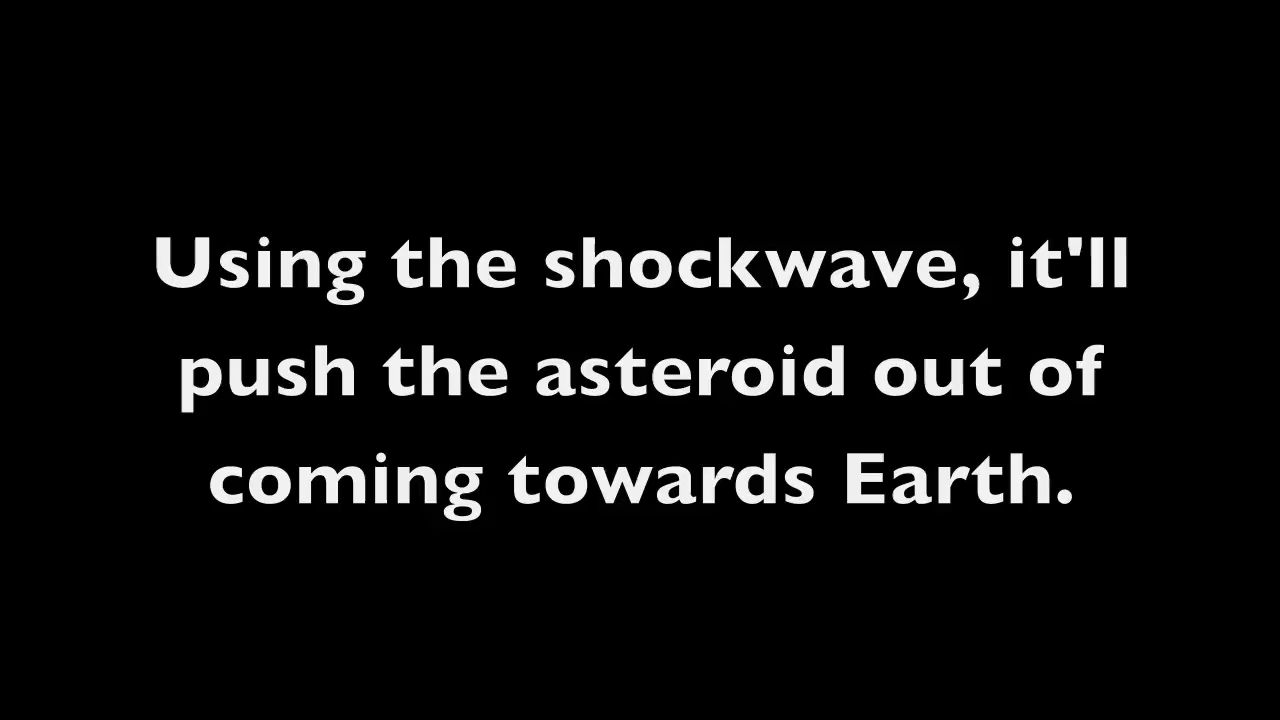 Using the shockwave, it'll
push the asteroid out of
coming towards Earth.